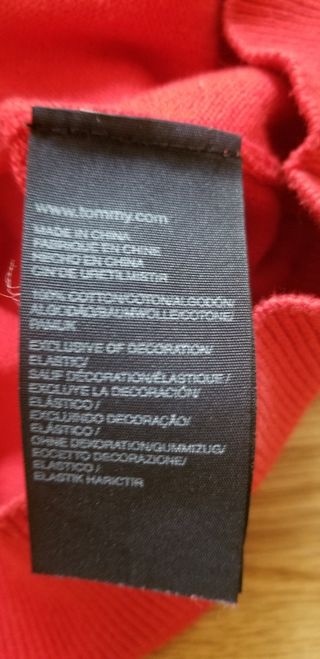 www.tommy.com
MADE IN CHINA
FABRIQUE EN CHINE
HECHO EN CHINA
CIN'DE URETILMISTIR
100% COTTON/COTON/ALGODÓN/
ALGODÃO/BAUMWOLLE/COTONE/
PAMUK
EXCLUSIVE OF DECORATION/
ELASTIC/
SAUF DÉCORATION/ÉLASTIQUE/
EXCLUYE LA DECORACIÓN/
ELÁSTICO /
EXCLUINDO DECORAÇÃO/
ELÁSTICO /
OHNE DEKORATION/GUMMIZUG/
ECCETTO DECORAZIONE/
ELASTICO /
ELASTIK HARICTIR